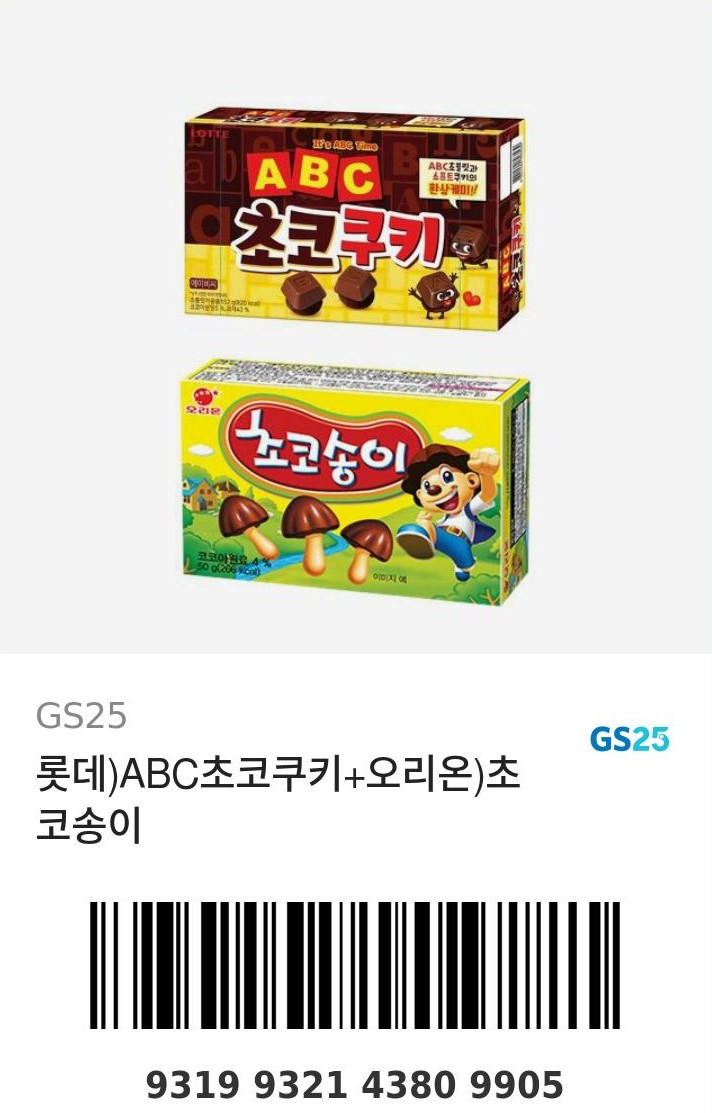 LOTTE
It's ABC Time
ABC
ABC초콜릿과
소프트쿠키의
환상케미!!
초코쿠키
에이비씨
오리온
초코송이
코코아원료 4 %
50 g(266 kcal)
이미지 예
GS25
GS25
롯데)ABC초코쿠키+오리온)초
코송이
9319 9321 4380 9905